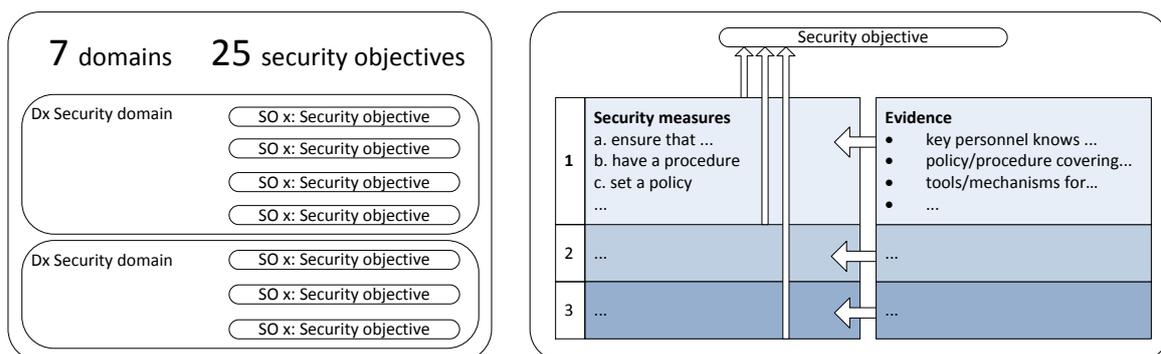 7 domains 25 security objectives
Dx Security domain
SO x: Security objective
SO x: Security objective
SO x: Security objective
SO x: Security objective
Dx Security domain
SO x: Security objective
SO x: Security objective
SO x: Security objective
Security objective
1
Security measures
a. ensure that ...
b. have a procedure
c. set a policy
...
Evidence
• key personnel knows ...
• policy/procedure covering...
• tools/mechanisms for...
• ...
2
...
...
3
...
...